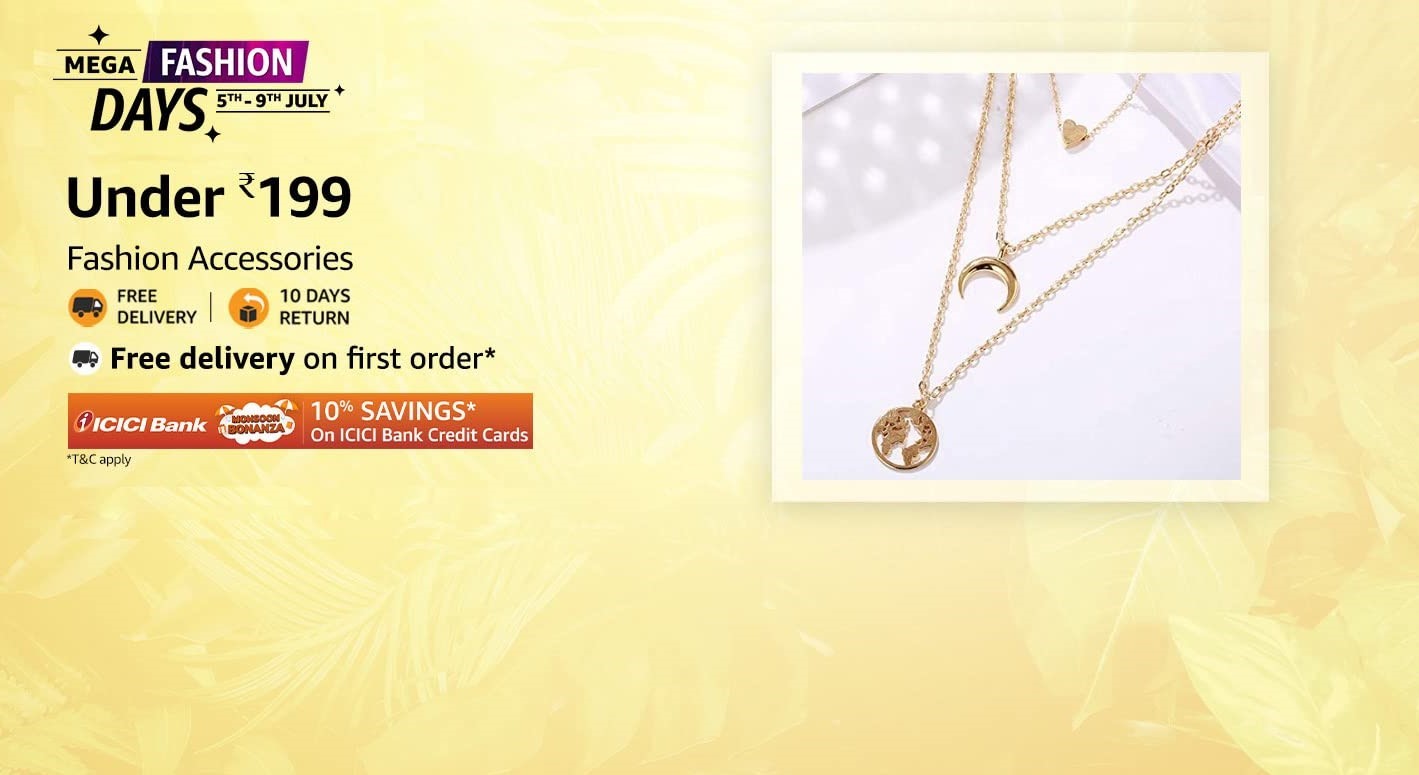 MEGA FASHION
DAYS 5TH - 9TH JULY
Under ₹199
Fashion Accessories
FREE DELIVERY | 10 DAYS RETURN
Free delivery on first order*
ICICI Bank MONSOON BONANZA 10% SAVINGS*
On ICICI Bank Credit Cards
*T&C apply